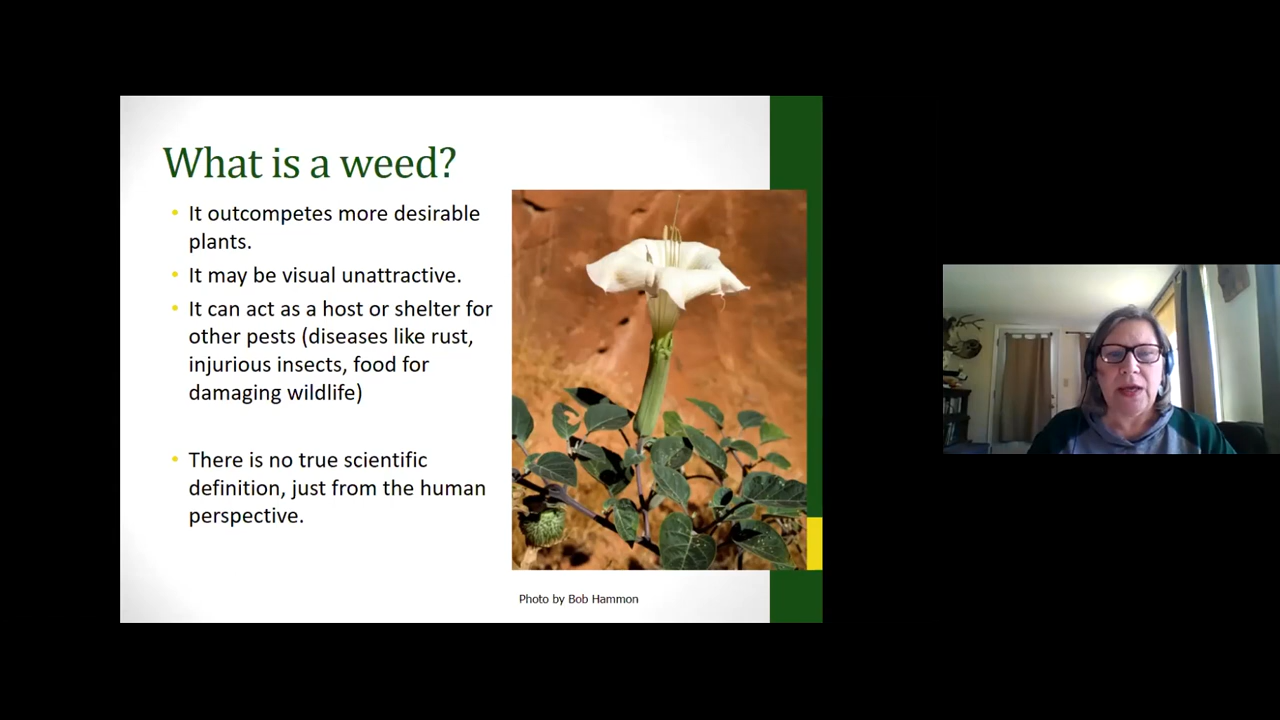 What is a weed?
• It outcompetes more desirable
plants.
• It may be visual unattractive.
• It can act as a host or shelter for
other pests (diseases like rust,
injurious insects, food for
damaging wildlife)
• There is no true scientific
definition, just from the human
perspective.
Photo by Bob Hammon